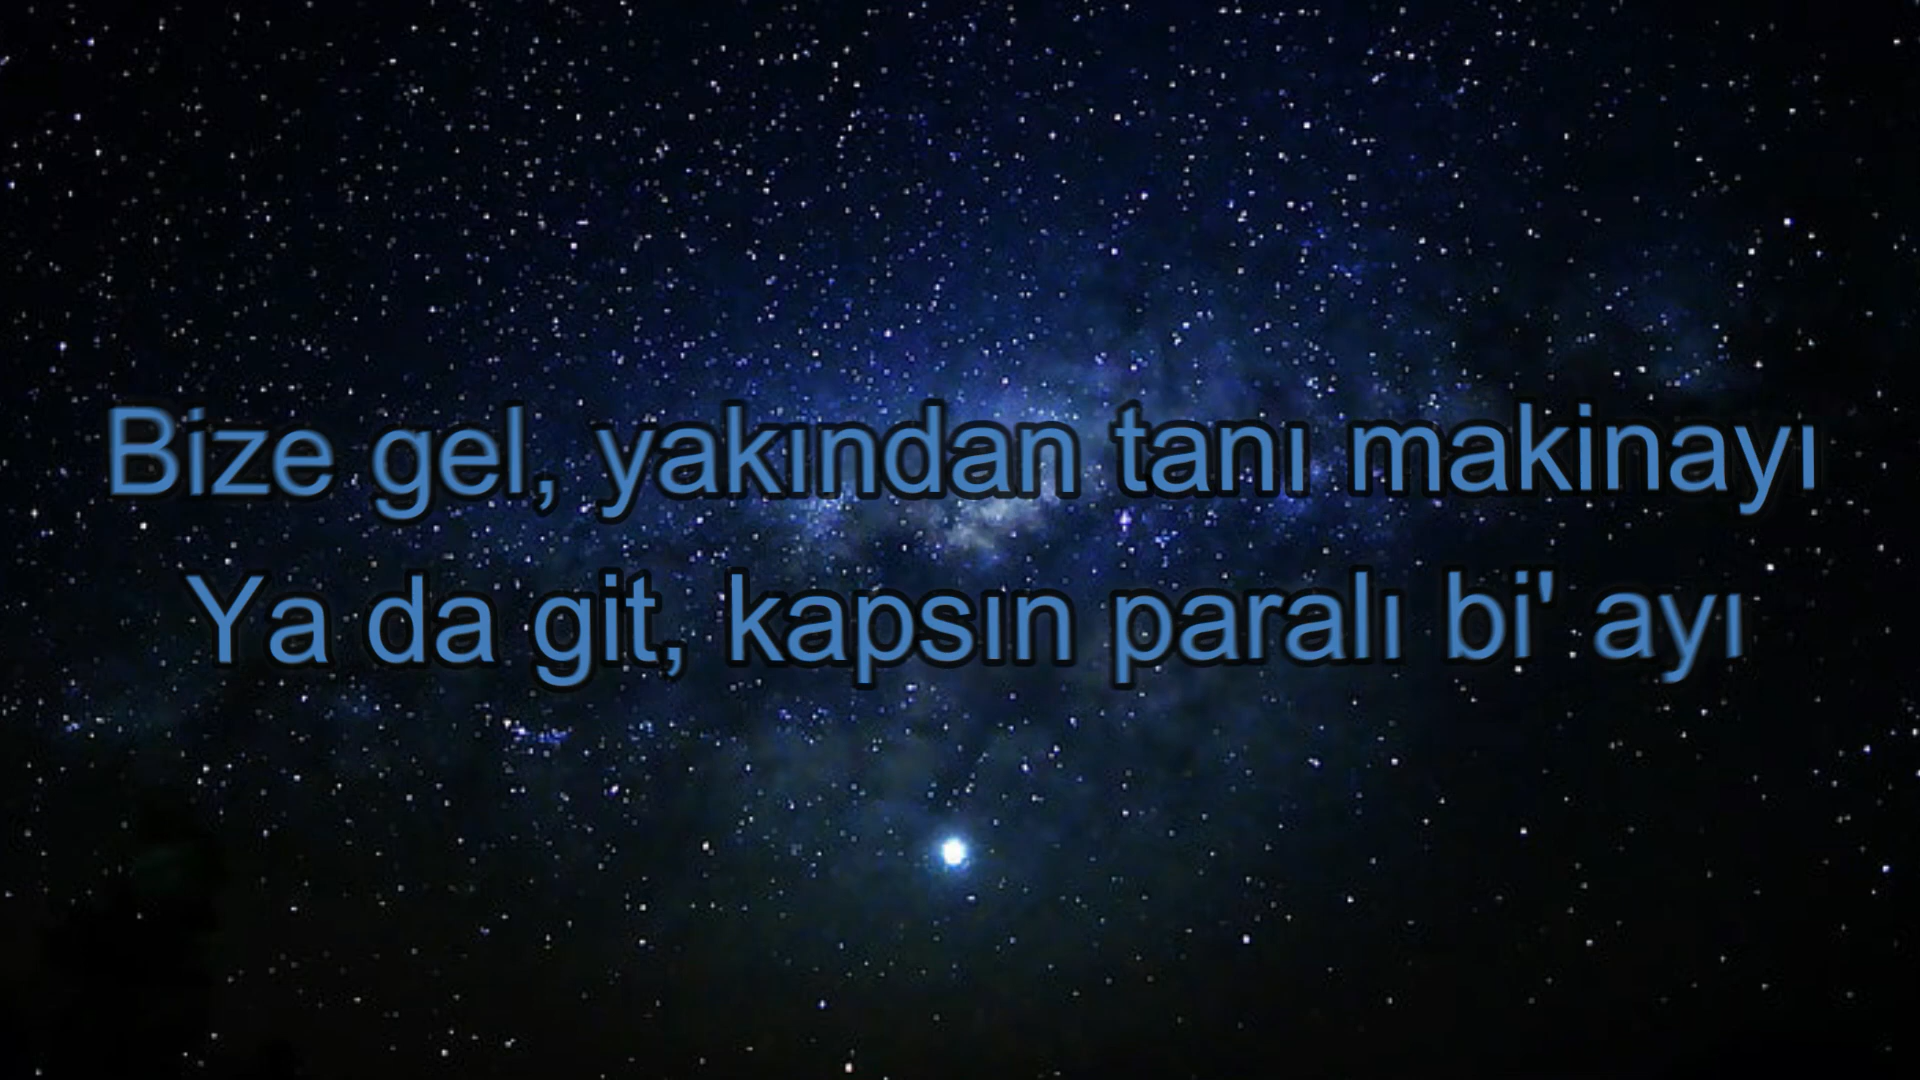 Bize gel, yakından tanı makinayı
Ya da git, kapsın paralı bi' ayı